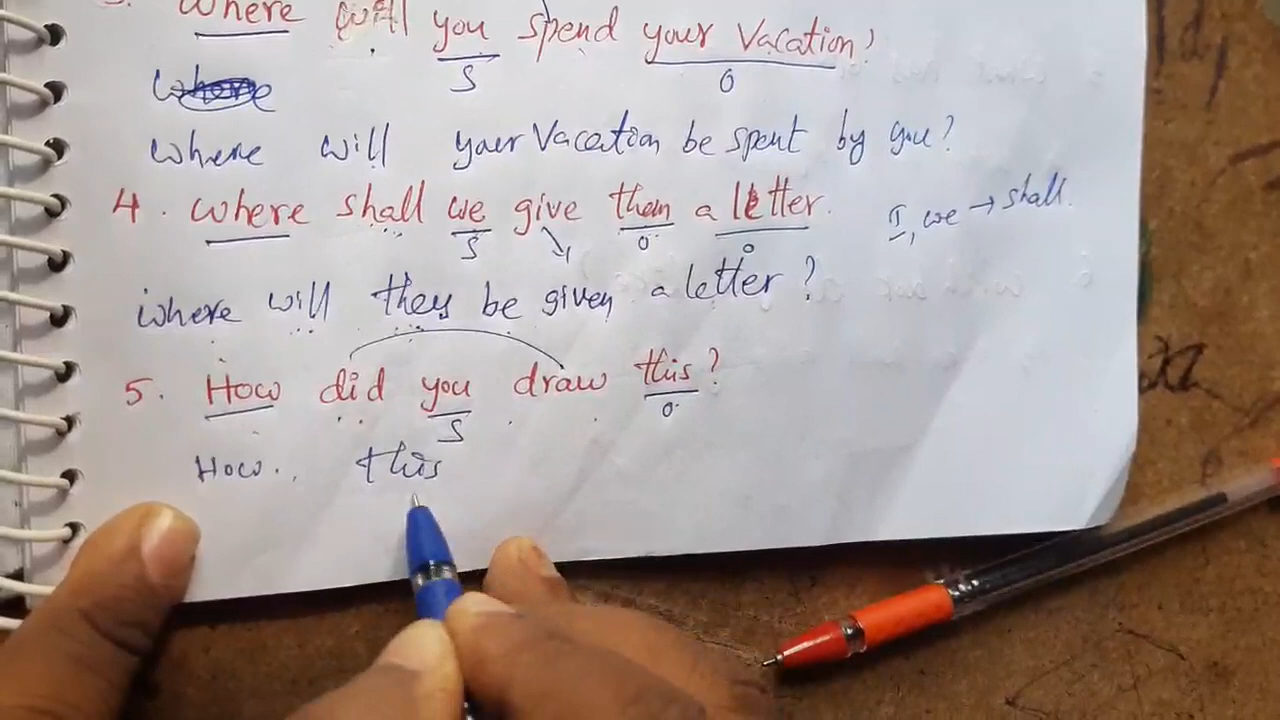 3. Where will you spend your vacation?
S O
Where will your Vacation be spent by you?
4. Where shall we give them a letter.
I, we → shall.
S O O
where will they be given a letter?
5. How did you draw this?
S O
How. this